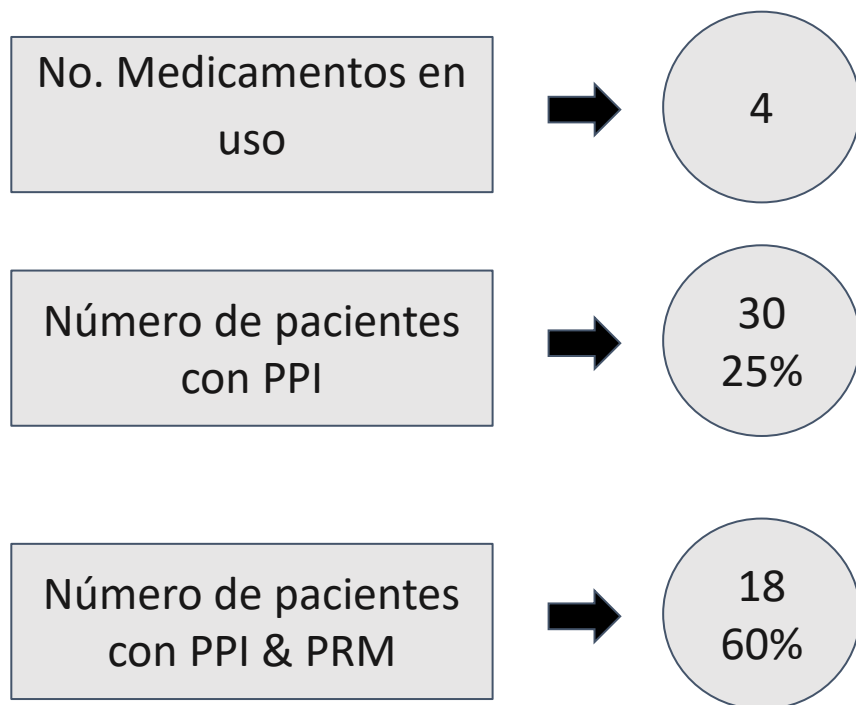 No. Medicamentos en
uso
4
Número de pacientes
con PPI
30
25%
Número de pacientes
con PPI & PRM
18
60%